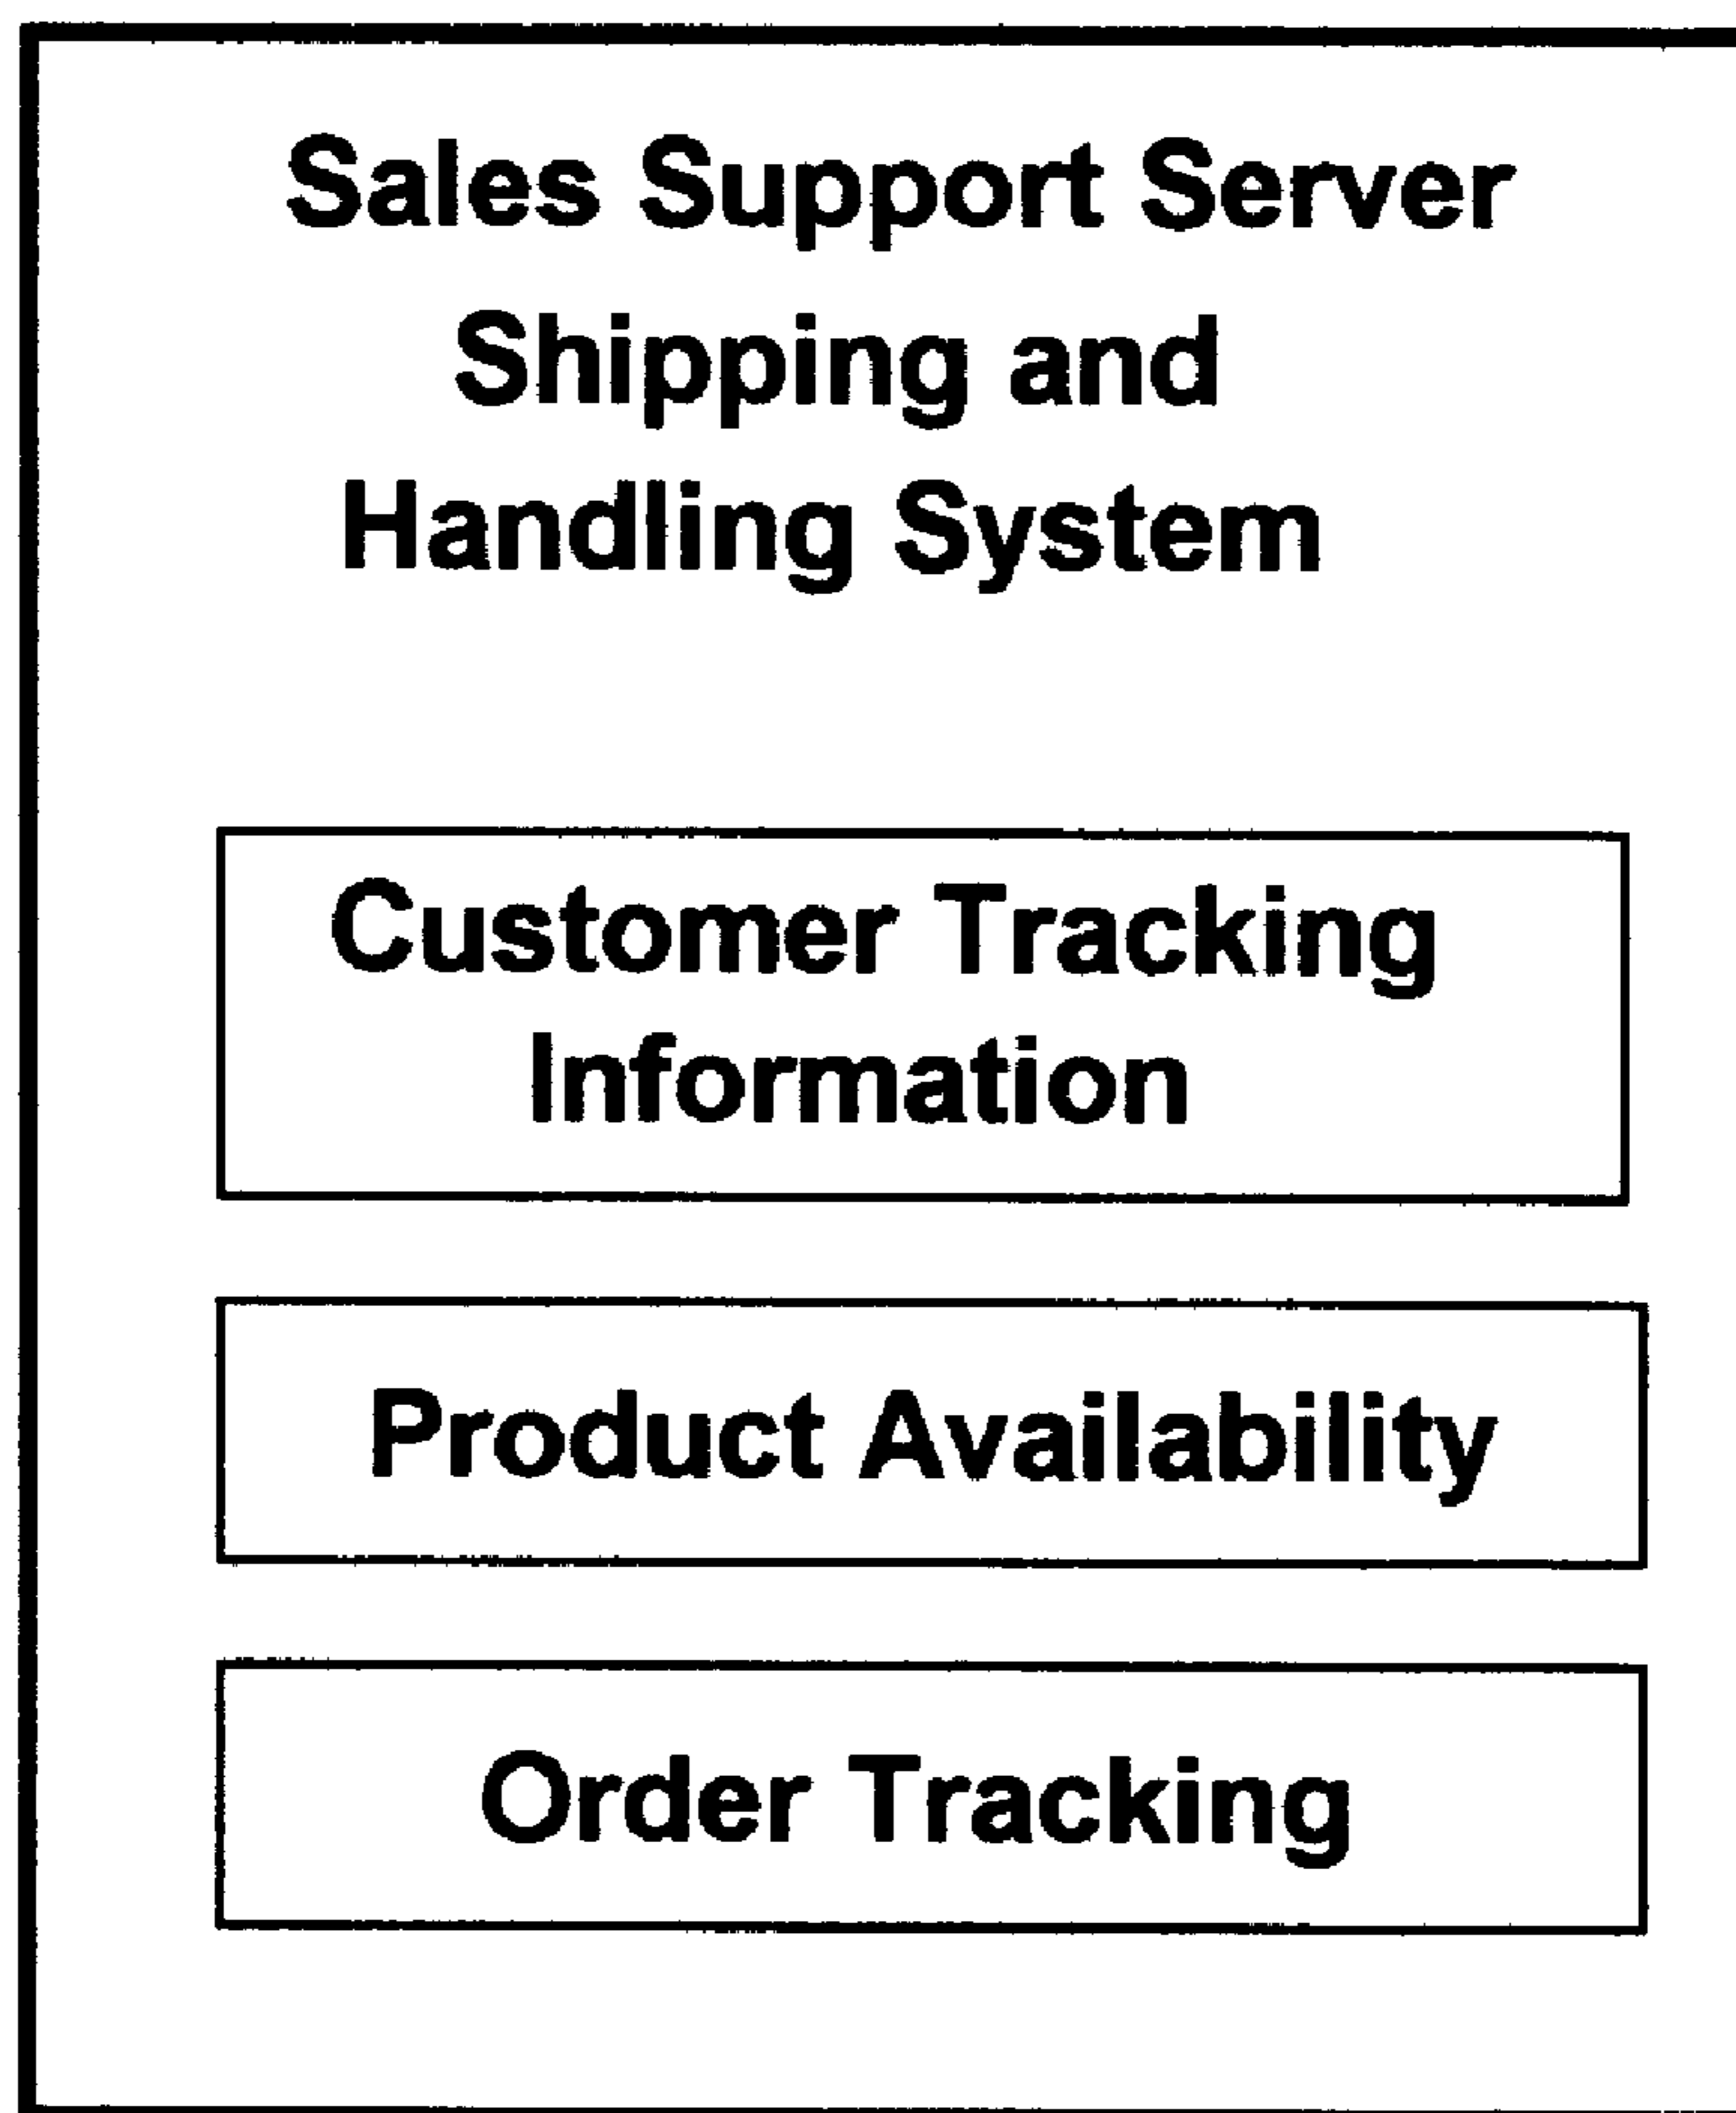 Sales Support Server
Shipping and
Handling System
Customer Tracking
Information
Product Availability
Order Tracking